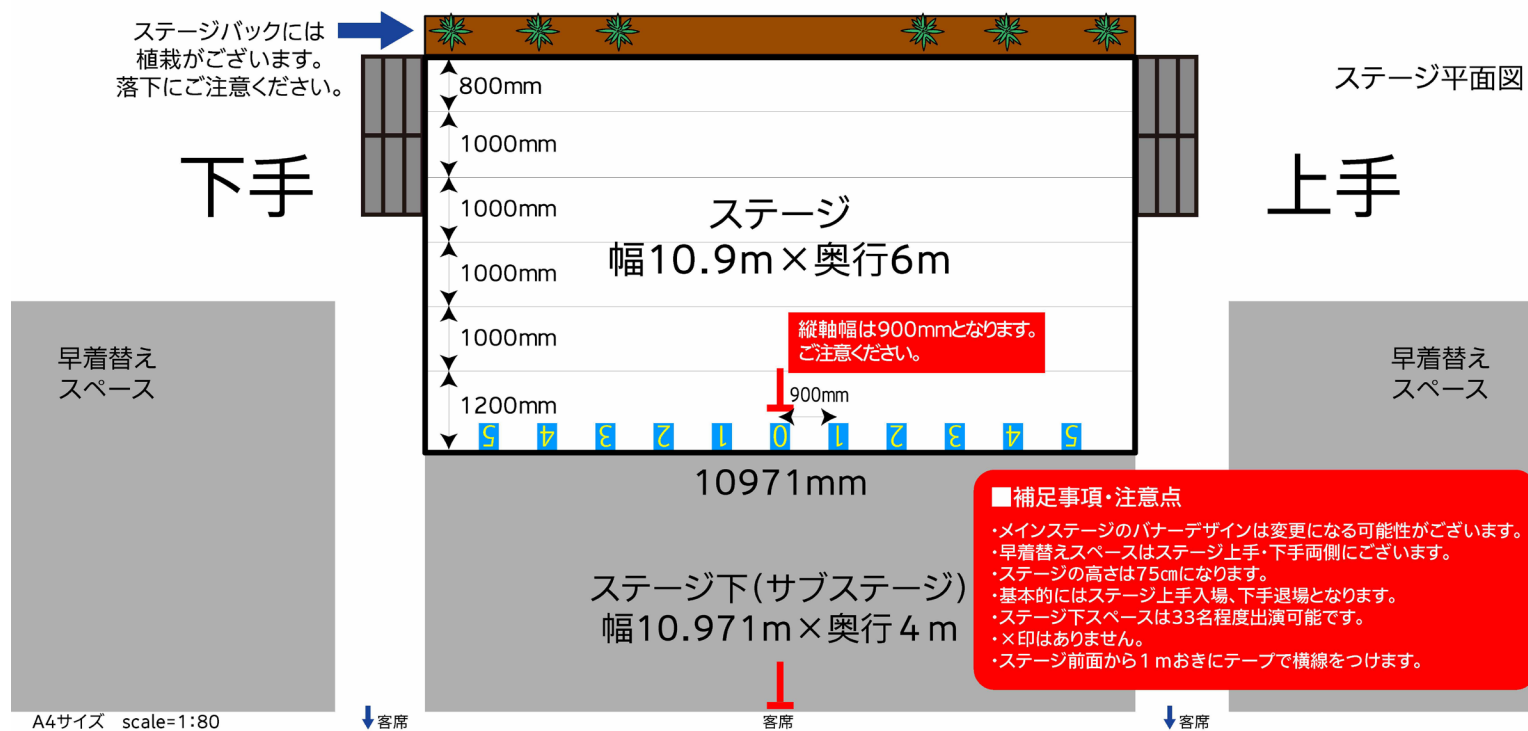 ステージバックには
植栽がございます。
落下にご注意ください。
ステージ平面図
下手
上手
800mm
1000mm
1000mm
1000mm
1000mm
1200mm
ステージ
幅10.9m×奥行6m
縦軸幅は900mmとなります。
ご注意ください。
900mm
5 4 3 2 1 0 1 2 3 4 5
10971mm
早着替え
スペース
早着替え
スペース
ステージ下(サブステージ)
幅10.971m×奥行4m
■補足事項・注意点
・メインステージのバナーデザインは変更になる可能性がございます。
・早着替えスペースはステージ上手・下手両側にございます。
・ステージの高さは75㎝になります。
・基本的にはステージ上手入場、下手退場となります。
・ステージ下スペースは33名程度出演可能です。
・×印はありません。
・ステージ前面から1mおきにテープで横線をつけます。
A4サイズ scale=1:80
客席
客席
客席